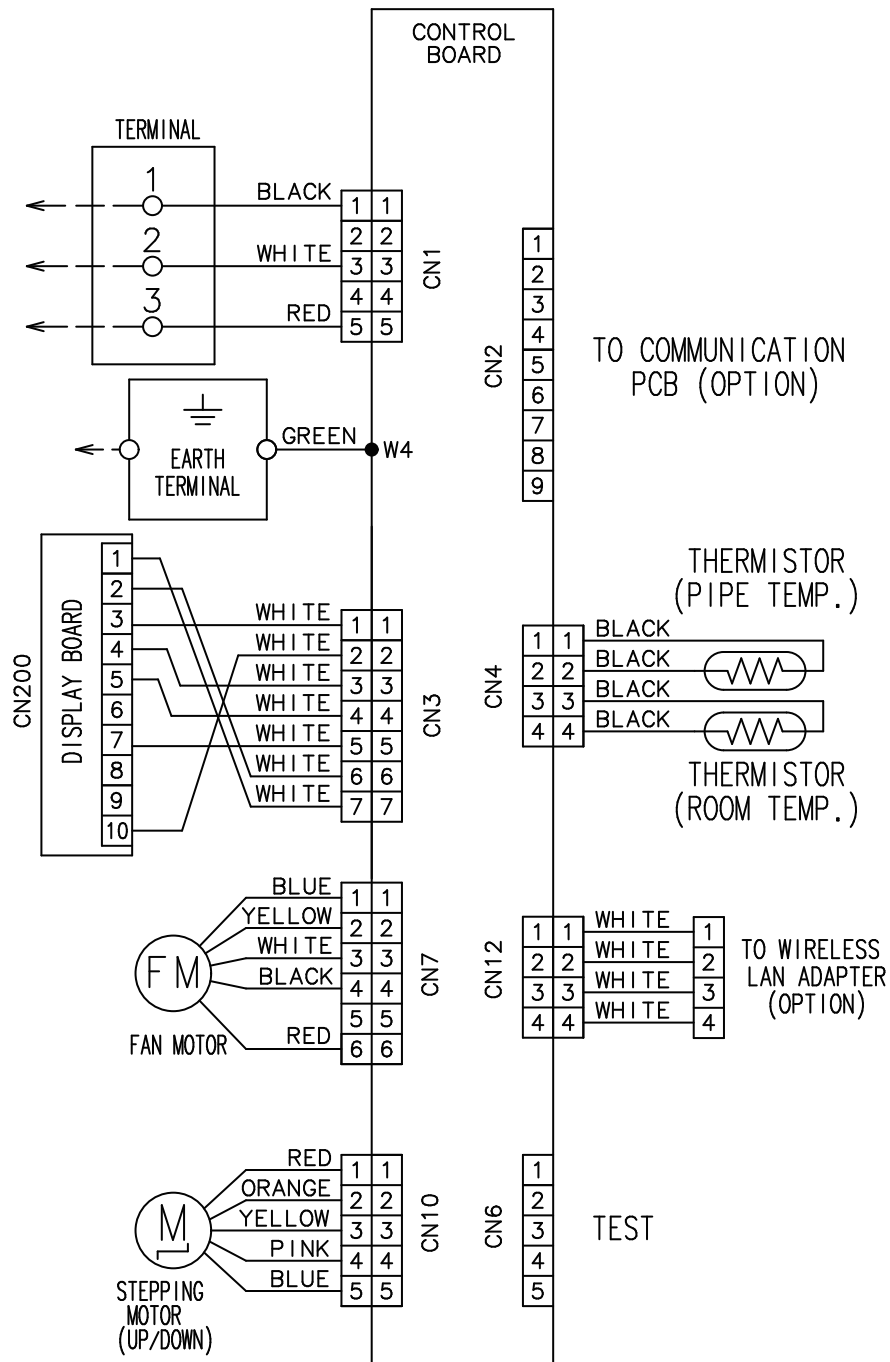 CONTROL
BOARD
TERMINAL
1
BLACK
1 1
2 2
2
WHITE
3 3
4 4
3
RED
5 5
CN1
EARTH
TERMINAL
GREEN
W4
CN2
1
2
3
4
5
6
7
8
9
TO COMMUNICATION
PCB (OPTION)
CN200
DISPLAY BOARD
1
2
3
4
5
6
7
8
9
10
WHITE 1 1
WHITE 2 2
WHITE 3 3
WHITE 4 4
WHITE 5 5
WHITE 6 6
WHITE 7 7
CN3
THERMISTOR
(PIPE TEMP.)
CN4
1 1 BLACK
2 2 BLACK
3 3 BLACK
4 4 BLACK
THERMISTOR
(ROOM TEMP.)
FM
FAN MOTOR
BLUE 1 1
YELLOW 2 2
WHITE 3 3
BLACK 4 4
5 5
RED 6 6
CN7
CN12
1 1 WHITE 1
2 2 WHITE 2
3 3 WHITE 3
4 4 WHITE 4
TO WIRELESS
LAN ADAPTER
(OPTION)
M
STEPPING
MOTOR
(UP/DOWN)
RED 1 1
ORANGE 2 2
YELLOW 3 3
PINK 4 4
BLUE 5 5
CN10
CN6
1
2
3
4
5
TEST